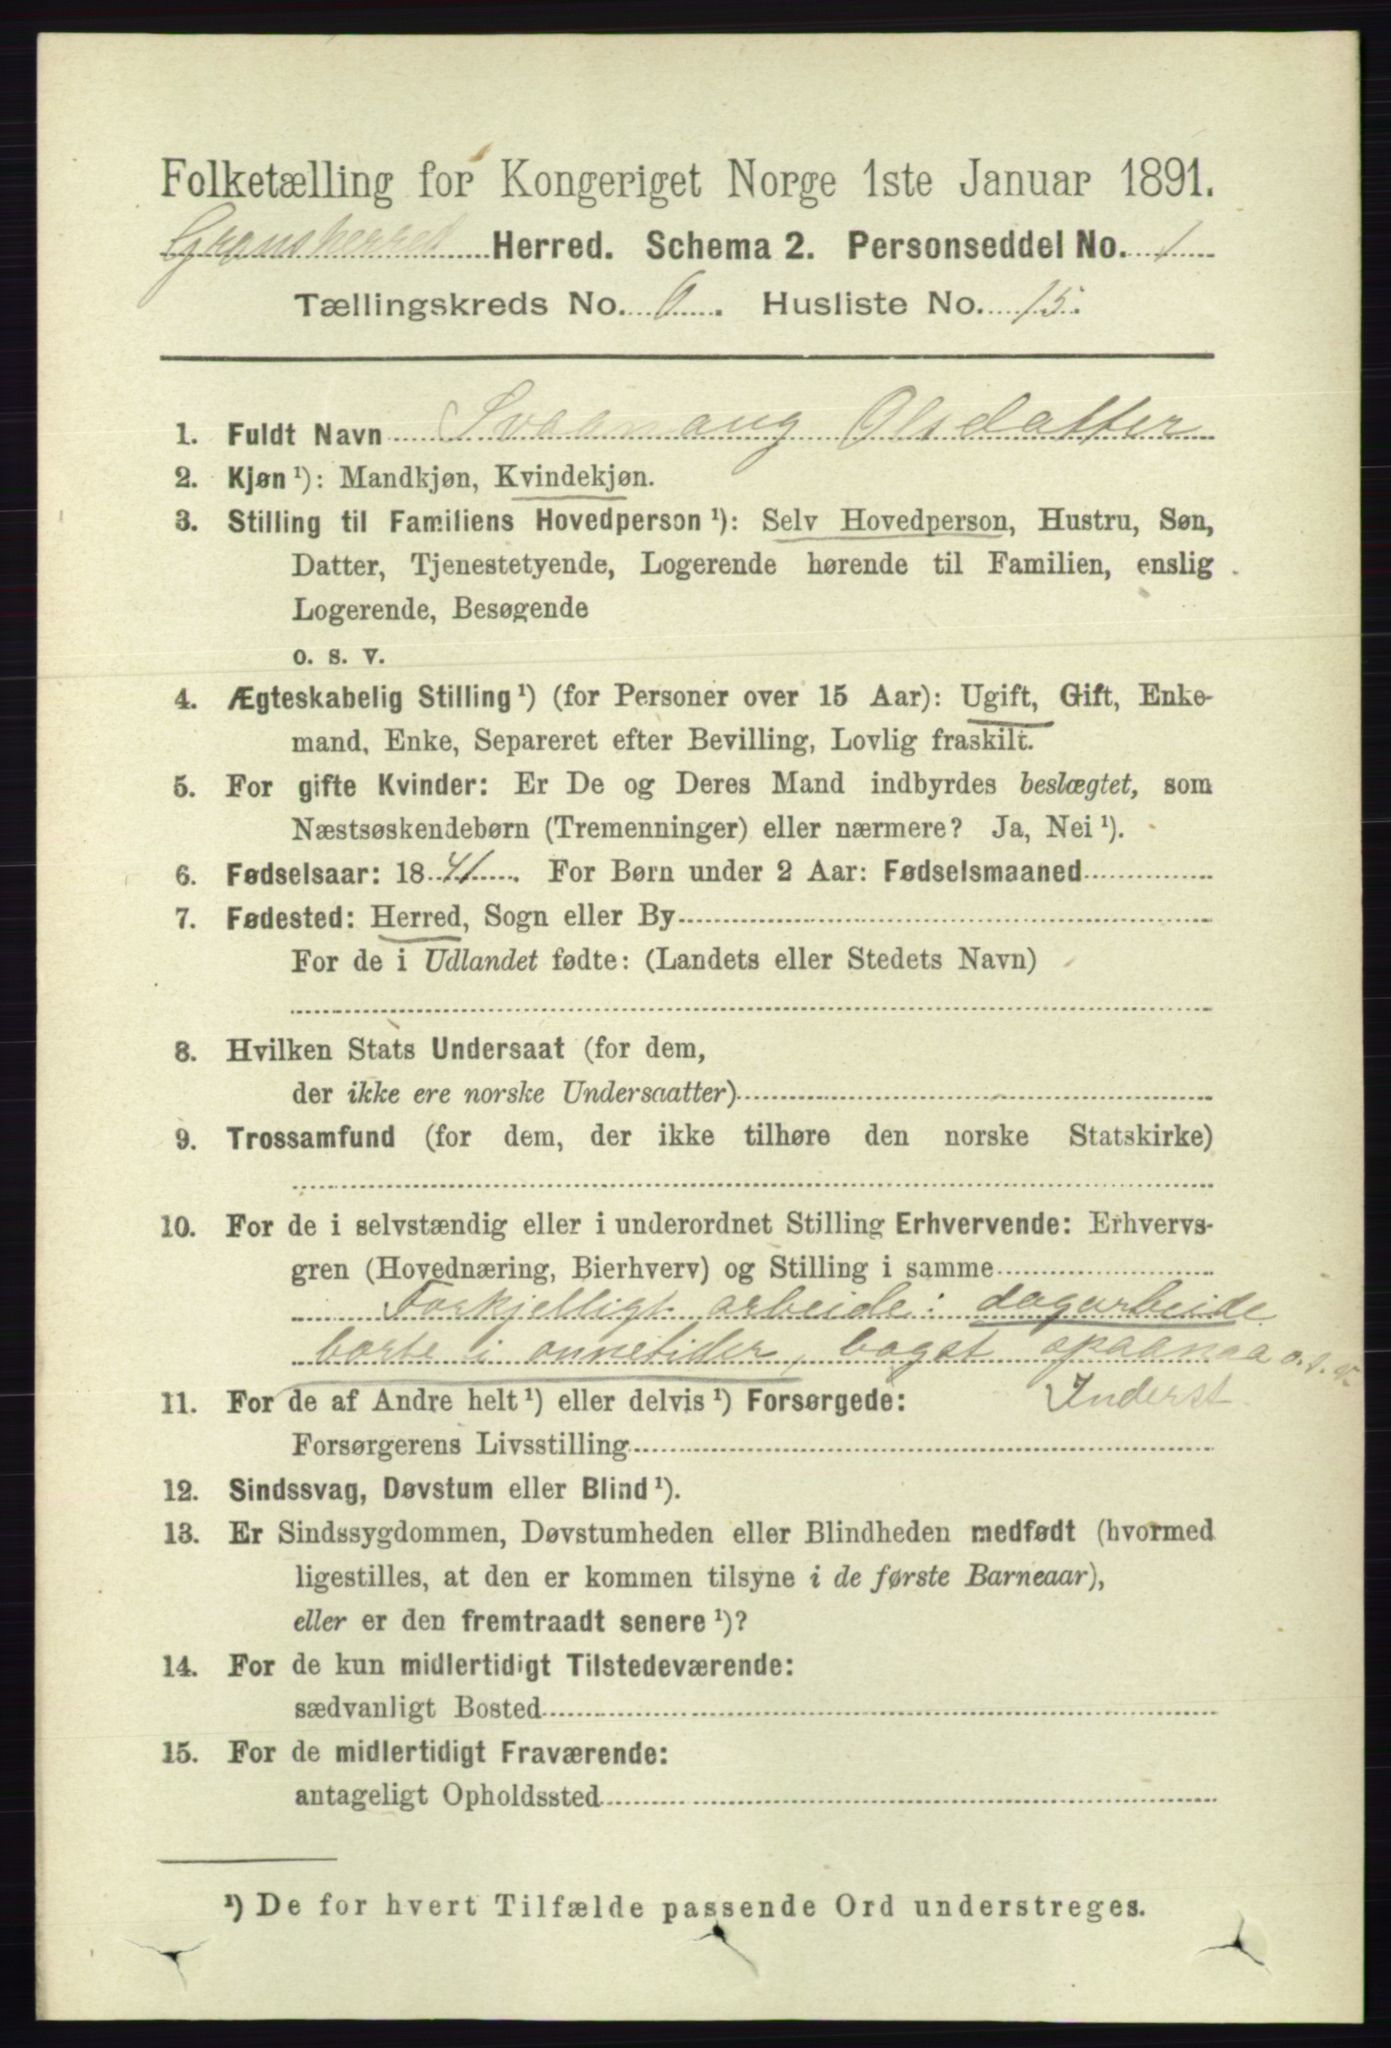 Folketælling for Kongeriget Norge 1ste Januar 1891.
Gransherred Herred. Schema 2. Personseddel No. 1
Tællingskreds No. 6. Husliste No. 15.
1. Fuldt Navn Svaanaug Olsdatter
2. Kjøn ¹): Mandkjøn, Kvindekjøn.
3. Stilling til Familiens Hovedperson ¹): Selv Hovedperson, Hustru, Søn,
Datter, Tjenestetyende, Logerende hørende til Familien, enslig
Logerende, Besøgende
o. s. v.
4. Ægteskabelig Stilling ¹) (for Personer over 15 Aar): Ugift, Gift, Enke-
mand, Enke, Separeret efter Bevilling, Lovlig fraskilt.
5. For gifte Kvinder: Er De og Deres Mand indbyrdes beslægtet, som
Næstsøskendebørn (Tremenninger) eller nærmere? Ja, Nei ¹).
6. Fødselsaar: 1841. For Børn under 2 Aar: Fødselsmaaned
7. Fødested: Herred, Sogn eller By
For de i Udlandet fødte: (Landets eller Stedets Navn)
8. Hvilken Stats Undersaat (for dem,
der ikke ere norske Undersaatter)
9. Trossamfund (for dem, der ikke tilhøre den norske Statskirke)
10. For de i selvstændig eller i underordnet Stilling Erhvervende: Erhvervs-
gren (Hovednæring, Bierhverv) og Stilling i samme
Forskjelligt arbeide: dagarbeide
borte i onnetider, bagst spaanaa o. s. v.
Inderst
11. For de af Andre helt ¹) eller delvis ¹) Forsørgede:
Forsørgerens Livsstilling
12. Sindssvag, Døvstum eller Blind ¹).
13. Er Sindssygdommen, Døvstumheden eller Blindheden medfødt (hvormed
ligestilles, at den er kommen tilsyne i de første Barneaar),
eller er den fremtraadt senere ¹)?
14. For de kun midlertidigt Tilstedeværende:
sædvanligt Bosted
15. For de midlertidigt Fraværende:
antageligt Opholdssted
¹) De for hvert Tilfælde passende Ord understreges.